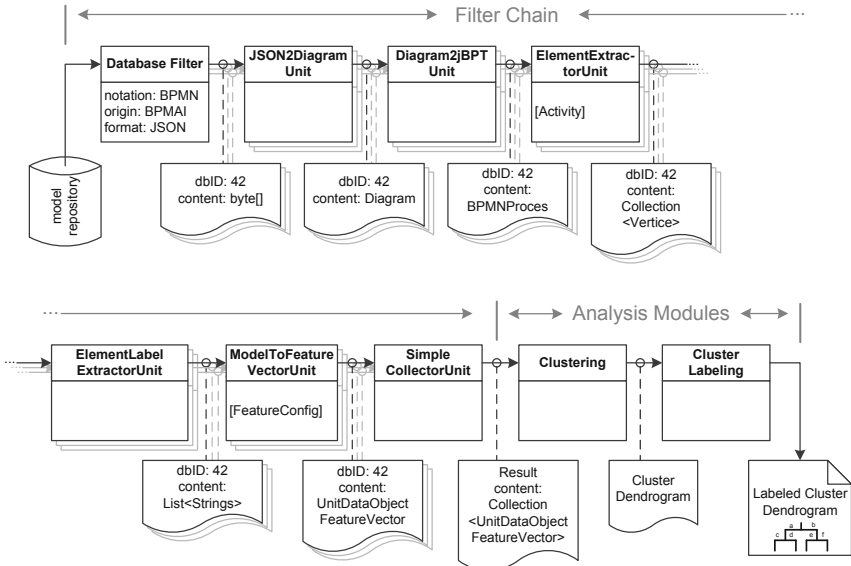 Filter Chain
...
Database Filter
notation: BPMN
origin: BPMAI
format: JSON
JSON2Diagram
Unit
Diagram2jBPT
Unit
ElementExtrac-
torUnit
[Activity]
...
model
repository
dbID: 42
content: byte[]
dbID: 42
content: Diagram
dbID: 42
content:
BPMNProces
dbID: 42
content:
Collection
<Vertice>
...
Analysis Modules
...
ElementLabel
ExtractorUnit
ModelToFeature
VectorUnit
[FeatureConfig]
Simple
CollectorUnit
Clustering
Cluster
Labeling
dbID: 42
content:
List<Strings>
dbID: 42
content:
UnitDataObject
FeatureVector
Result
content:
Collection
<UnitDataObject
FeatureVector>
Cluster
Dendrogram
Labeled Cluster
Dendrogram
a b
c d e f